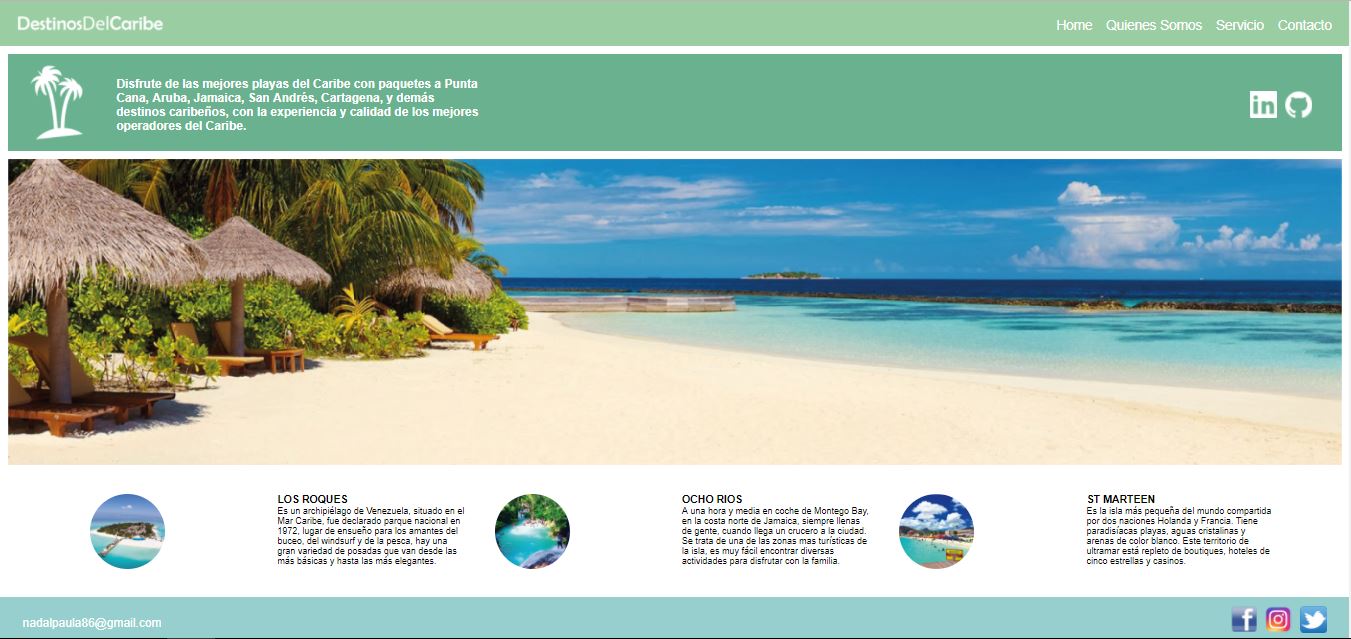 DestinosDelCaribe
Home Quienes Somos Servicio Contacto
Disfrute de las mejores playas del Caribe con paquetes a Punta
Cana, Aruba, Jamaica, San Andrés, Cartagena, y demás
destinos caribeños, con la experiencia y calidad de los mejores
operadores del Caribe.
in
LOS ROQUES
Es un archipiélago de Venezuela, situado en el
Mar Caribe, fue declarado parque nacional en
1972, lugar de ensueño para los amantes del
buceo, del windsurf y de la pesca, hay una
gran variedad de posadas que van desde las
más básicas y hasta las más elegantes.
OCHO RIOS
A una hora y media en coche de Montego Bay,
en la costa norte de Jamaica, siempre llenas
de gente, cuando llega un crucero a la ciudad.
Se trata de una de las zonas mas turísticas de
la isla, es muy fácil encontrar diversas
actividades para disfrutar con la familia.
ST MARTEEN
Es la isla más pequeña del mundo compartida
por dos naciones Holanda y Francia. Tiene
paradisíacas playas, aguas cristalinas y
arenas de color blanco. Este territorio de
ultramar está repleto de boutiques, hoteles de
cinco estrellas y casinos.
nadalpaula86@gmail.com
f